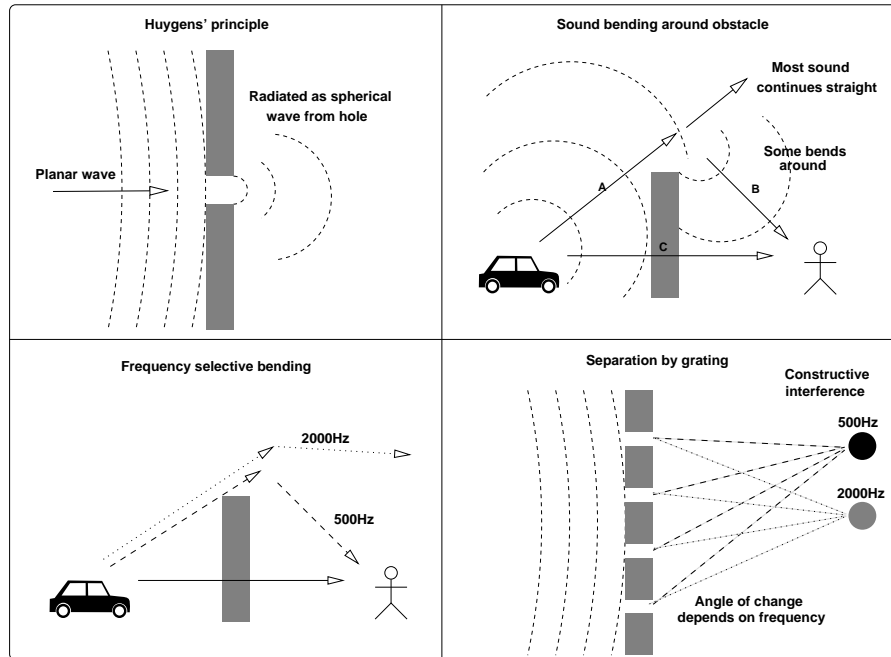 Huygens' principle
Radiated as spherical
wave from hole
Planar wave
Sound bending around obstacle
Most sound
continues straight
Some bends
around
A
B
C
Frequency selective bending
2000Hz
500Hz
Separation by grating
Constructive
interference
500Hz
2000Hz
Angle of change
depends on frequency